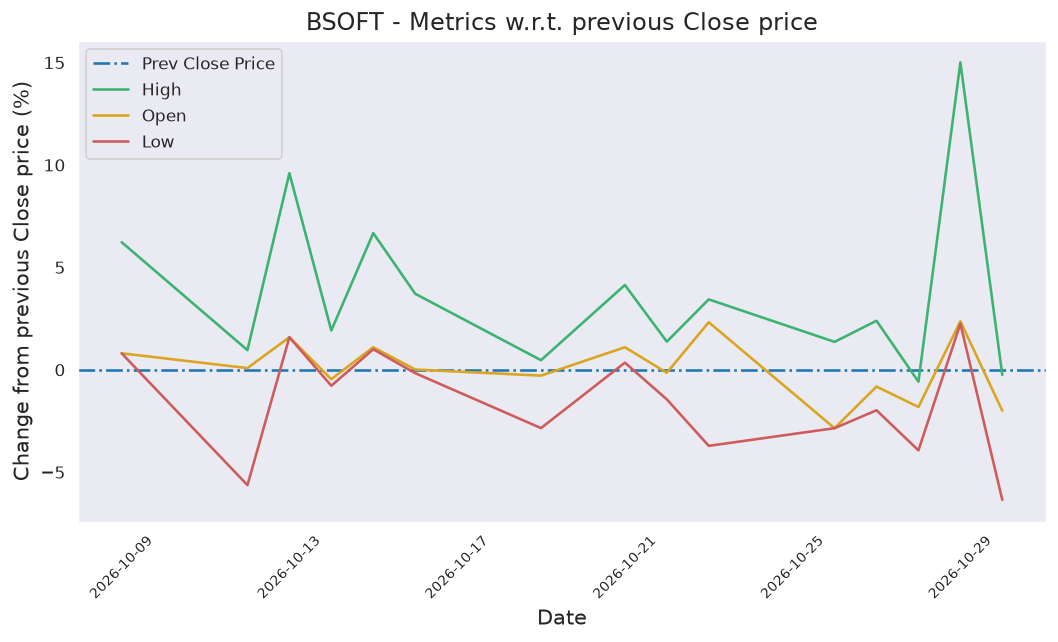 BSOFT - Metrics w.r.t. previous Close price
Prev Close Price
High
Open
Low
Change from previous Close price (%)
15
10
5
0
−5
2026-10-09
2026-10-13
2026-10-17
2026-10-21
2026-10-25
2026-10-29
Date